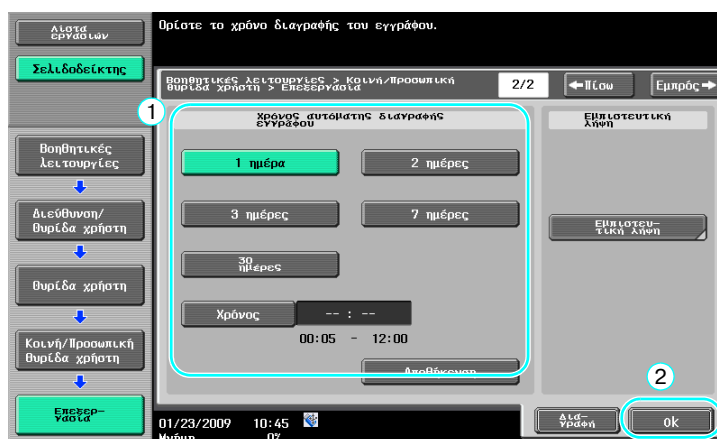 Λίστα
εργασιών
Ορίστε το χρόνο διαγραφής του εγγράφου.
Σελιδοδείκτης
Βοηθητικές λειτουργίες > Κοινή/Προσωπική
θυρίδα χρήστη > Επεξεργασία
2/2
←Πίσω
Εμπρός→
1
Χρόνος αυτόματης διαγραφής
εγγράφου
Εμπιστευτική
λήψη
Βοηθητικές
λειτουργίες
1 ημέρα
2 ημέρες
Διεύθυνση/
Θυρίδα χρήστη
3 ημέρες
7 ημέρες
Εμπιστευ-
τική λήψη
30
ημέρες
Θυρίδα χρήστη
Χρόνος
-- : --
00:05 - 12:00
Κοινή/Προσωπική
θυρίδα χρήστη
Αποθήκευση
2
Επεξερ-
γασία
Δια-
γραφή
ok
01/23/2009 10:45
Μνήμη 0%